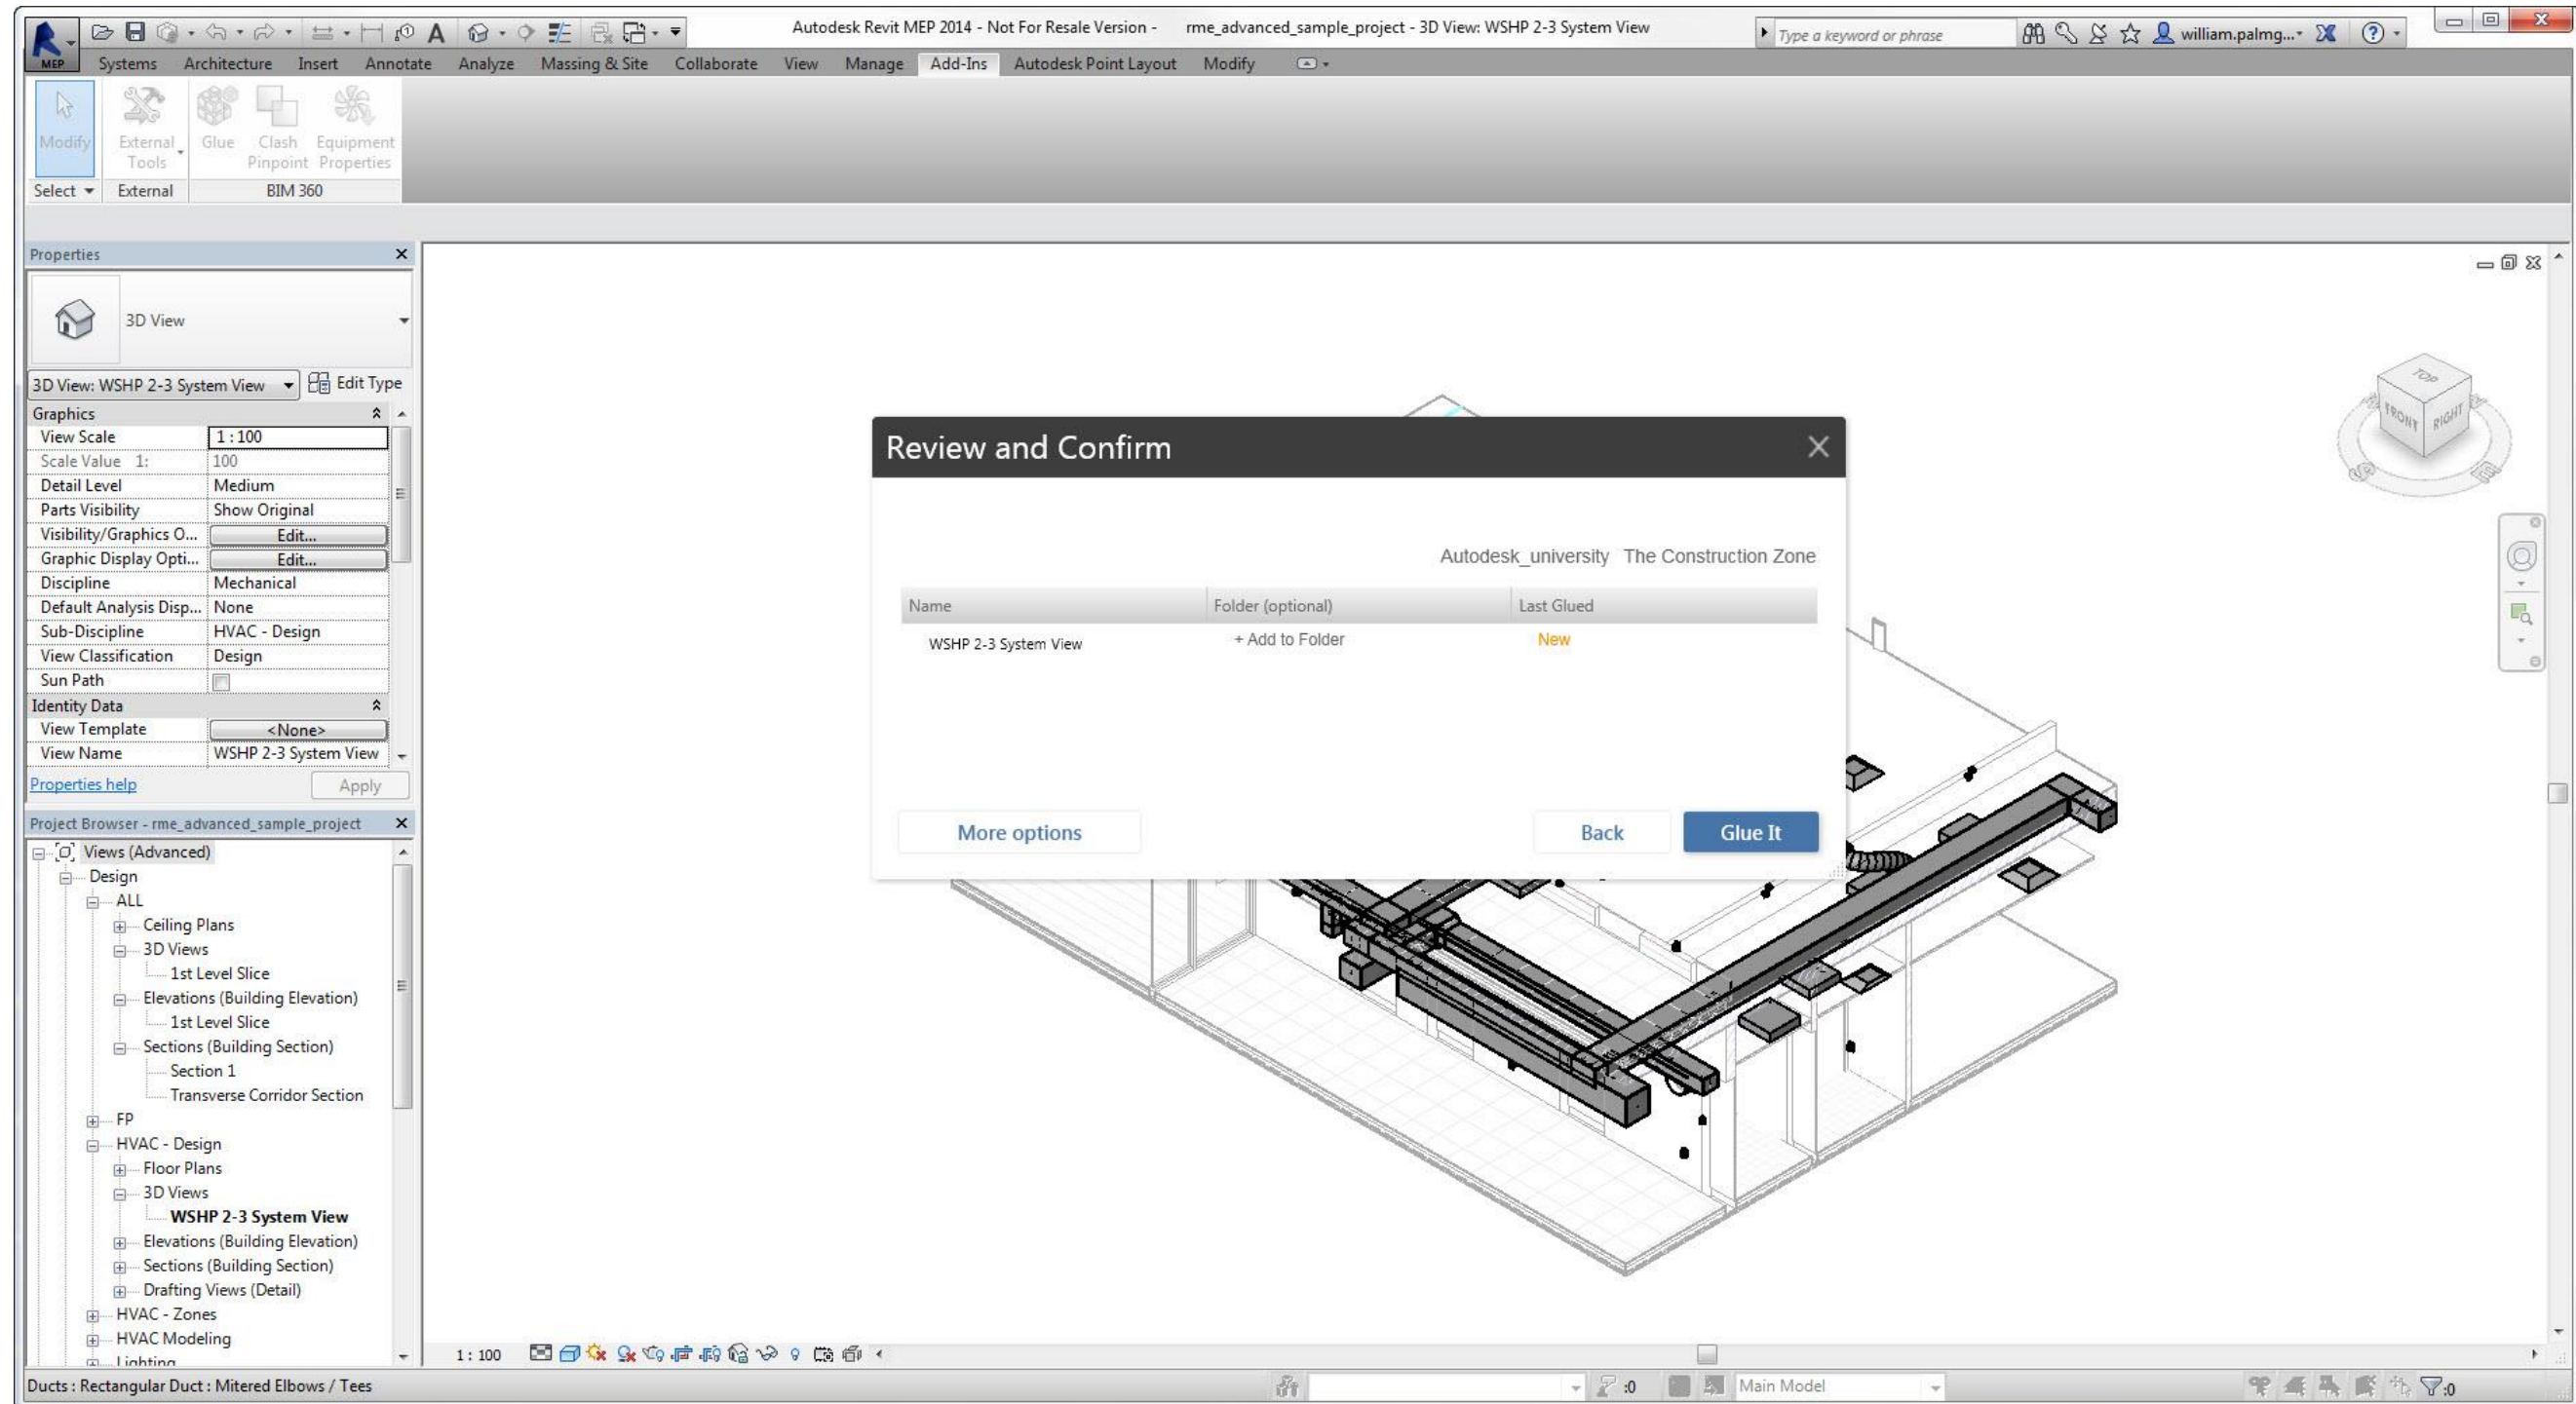 Autodesk Revit MEP 2014 - Not For Resale Version - rme_advanced_sample_project - 3D View: WSHP 2-3 System View
Type a keyword or phrase
william.palmg...
MEP Systems Architecture Insert Annotate Analyze Massing & Site Collaborate View Manage Add-Ins Autodesk Point Layout Modify
Modify External Glue Clash Equipment
Tools Pinpoint Properties
Select External BIM 360
Properties
3D View
3D View: WSHP 2-3 System View Edit Type
Graphics
View Scale 1 : 100
Scale Value 1: 100
Detail Level Medium
Parts Visibility Show Original
Visibility/Graphics O... Edit...
Graphic Display Opti... Edit...
Discipline Mechanical
Default Analysis Disp... None
Sub-Discipline HVAC - Design
View Classification Design
Sun Path
Identity Data
View Template <None>
View Name WSHP 2-3 System View
Properties help Apply
Project Browser - rme_advanced_sample_project
Views (Advanced)
Design
ALL
Ceiling Plans
3D Views
1st Level Slice
Elevations (Building Elevation)
1st Level Slice
Sections (Building Section)
Section 1
Transverse Corridor Section
FP
HVAC - Design
Floor Plans
3D Views
WSHP 2-3 System View
Elevations (Building Elevation)
Sections (Building Section)
Drafting Views (Detail)
HVAC - Zones
HVAC Modeling
Lighting
Review and Confirm
Autodesk_university The Construction Zone
Name Folder (optional) Last Glued
WSHP 2-3 System View + Add to Folder New
More options Back Glue It
TOP
FRONT RIGHT
1 : 100
Ducts : Rectangular Duct : Mitered Elbows / Tees
:0 Main Model :0